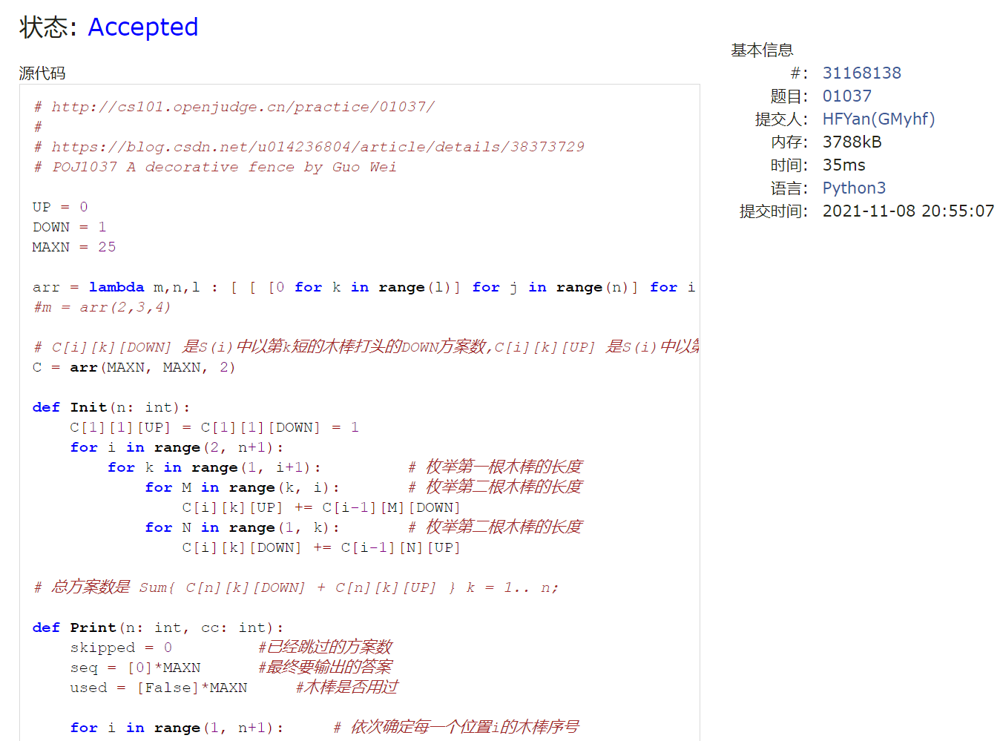 状态: Accepted
源代码
# http://cs101.openjudge.cn/practice/01037/
#
# https://blog.csdn.net/u014236804/article/details/38373729
# POJ1037 A decorative fence by Guo Wei
UP = 0
DOWN = 1
MAXN = 25
arr = lambda m,n,l : [ [ [0 for k in range(l)] for j in range(n)] for i
#m = arr(2,3,4)
# C[i][k][DOWN] 是S(i)中以第k短的木棒打头的DOWN方案数,C[i][k][UP] 是S(i)中以第
C = arr(MAXN, MAXN, 2)
def Init(n: int):
    C[1][1][UP] = C[1][1][DOWN] = 1
    for i in range(2, n+1):
        for k in range(1, i+1):         # 枚举第一根木棒的长度
            for M in range(k, i):       # 枚举第二根木棒的长度
                C[i][k][UP] += C[i-1][M][DOWN]
            for N in range(1, k):       # 枚举第二根木棒的长度
                C[i][k][DOWN] += C[i-1][N][UP]
# 总方案数是 Sum{ C[n][k][DOWN] + C[n][k][UP] } k = 1.. n;
def Print(n: int, cc: int):
    skipped = 0         #已经跳过的方案数
    seq = [0]*MAXN      #最终要输出的答案
    used = [False]*MAXN     #木棒是否用过
    for i in range(1, n+1):     # 依次确定每一个位置i的木棒序号
基本信息
#: 31168138
题目: 01037
提交人: HFYan(GMyhf)
内存: 3788kB
时间: 35ms
语言: Python3
提交时间: 2021-11-08 20:55:07